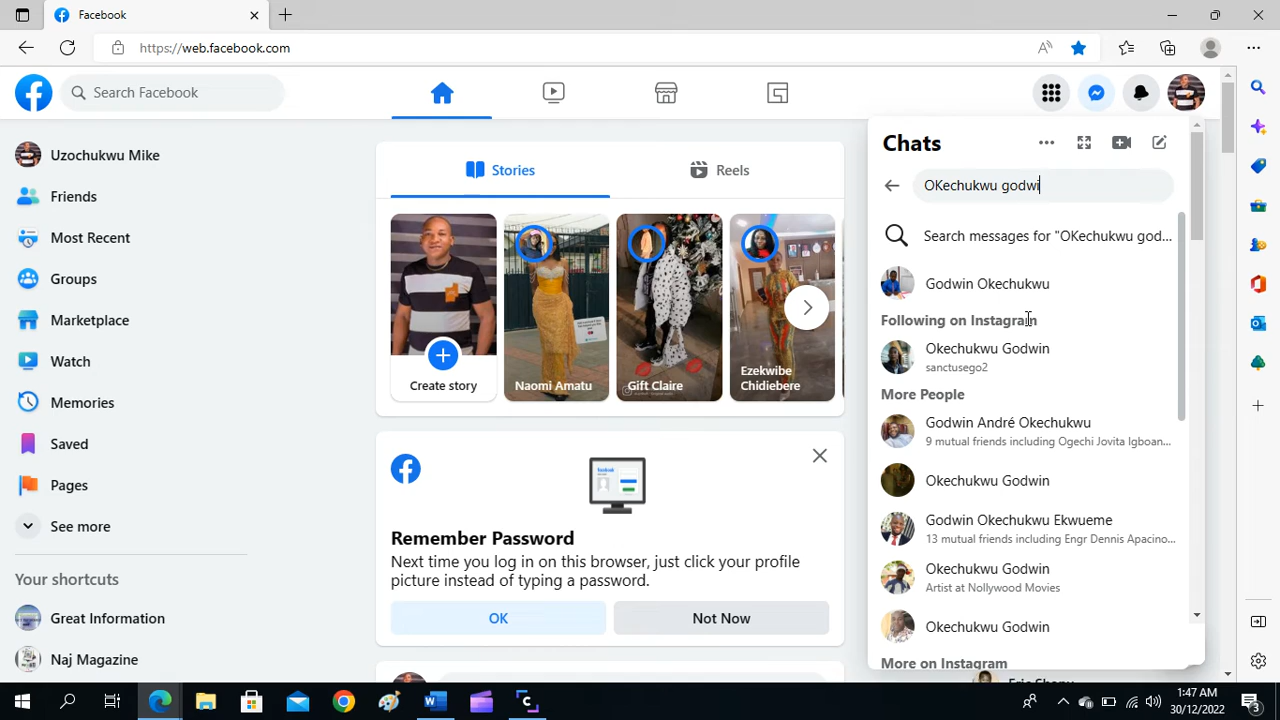 Facebook
https://web.facebook.com
Search Facebook
Uzochukwu Mike
Friends
Most Recent
Groups
Marketplace
Watch
Memories
Saved
Pages
See more
Your shortcuts
Great Information
Naj Magazine
Stories
Reels
Create story
Naomi Amatu
Gift Claire
Ezekwibe
Chidiebere
Remember Password
Next time you log in on this browser, just click your profile
picture instead of typing a password.
OK
Not Now
Chats
OKechukwu godwi
Search messages for "OKechukwu god...
Godwin Okechukwu
Following on Instagram
Okechukwu Godwin
sanctusego2
More People
Godwin André Okechukwu
9 mutual friends including Ogechi Jovita Igboan...
Okechukwu Godwin
Godwin Okechukwu Ekwueme
13 mutual friends including Engr Dennis Apacino...
Okechukwu Godwin
Artist at Nollywood Movies
Okechukwu Godwin
More on Instagram
1:47 AM
30/12/2022
3